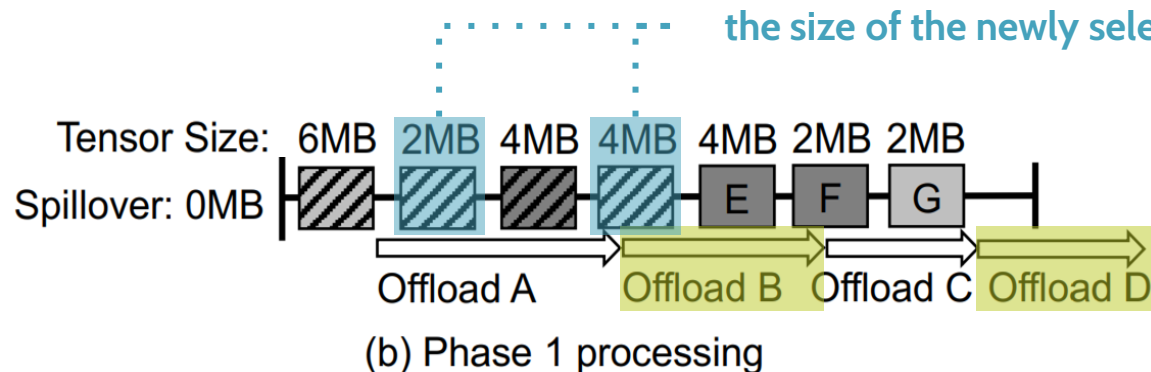 the size of the newly sele
Tensor Size: 6MB 2MB 4MB 4MB 4MB 2MB 2MB
Spillover: 0MB E F G
Offload A Offload B Offload C Offload D
(b) Phase 1 processing